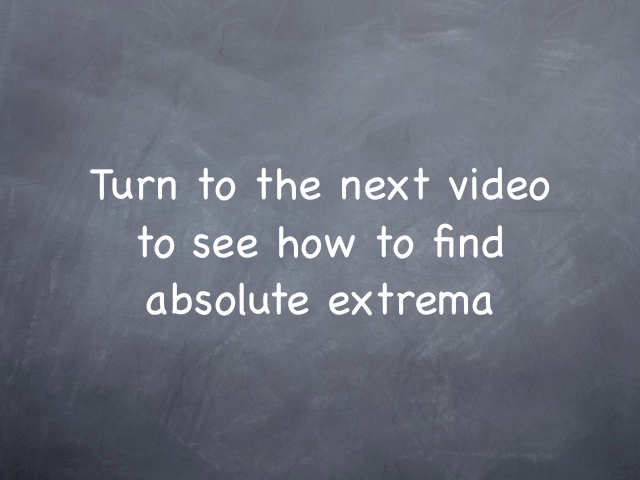 Turn to the next video
to see how to find
absolute extrema